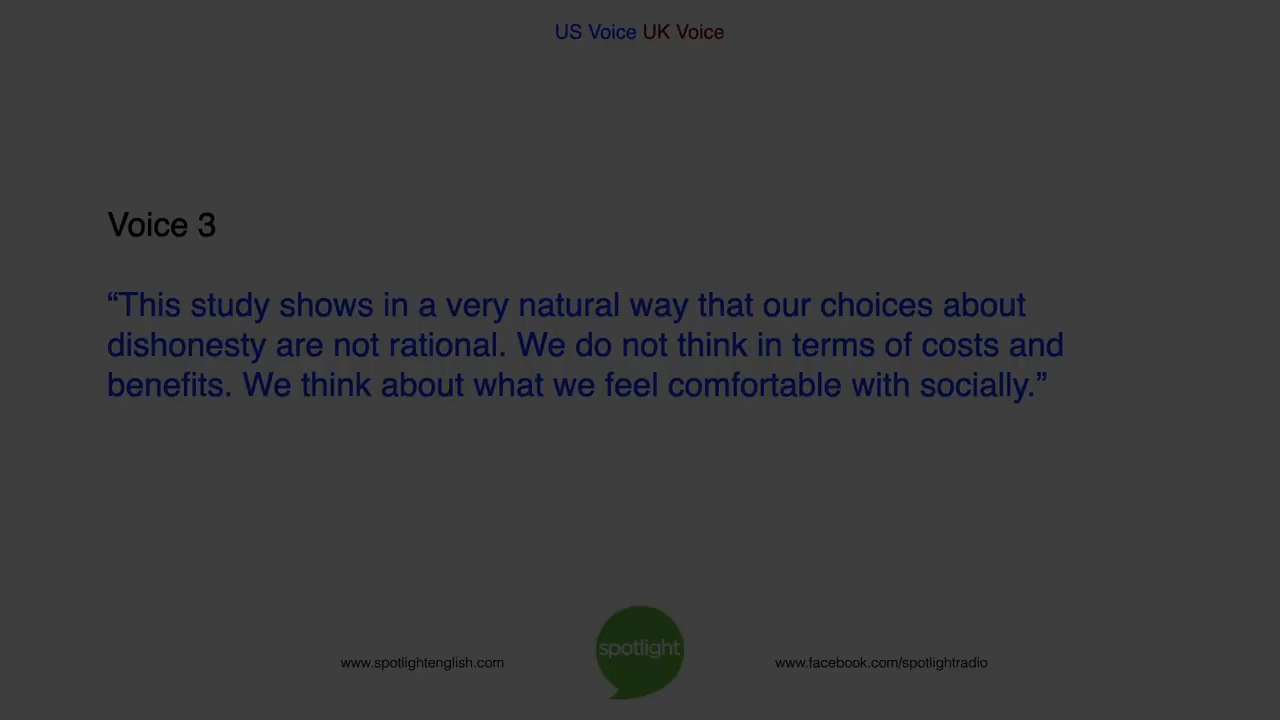 US Voice UK Voice
Voice 3
“This study shows in a very natural way that our choices about
dishonesty are not rational. We do not think in terms of costs and
benefits. We think about what we feel comfortable with socially.”
spotlight
www.spotlightenglish.com
www.facebook.com/spotlightradio